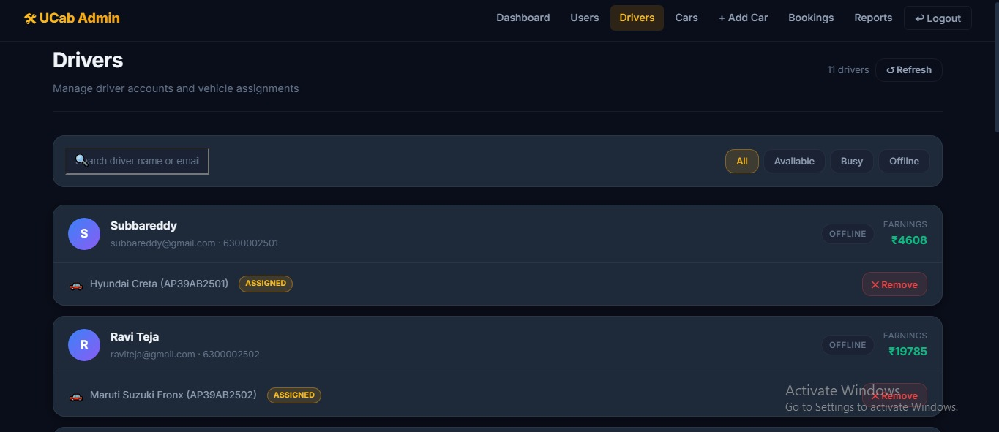 🛠 UCab Admin
Dashboard Users Drivers Cars + Add Car Bookings Reports ↩ Logout
Drivers
11 drivers ↺ Refresh
Manage driver accounts and vehicle assignments
Search driver name or email All Available Busy Offline
S Subbareddy
subbareddy@gmail.com · 6300002501
OFFLINE EARNINGS
₹4608
Hyundai Creta (AP39AB2501) ASSIGNED ✕ Remove
R Ravi Teja
raviteja@gmail.com · 6300002502
OFFLINE EARNINGS
₹19785
Maruti Suzuki Fronx (AP39AB2502) ASSIGNED ✕ Remove
Activate Windows
Go to Settings to activate Windows.